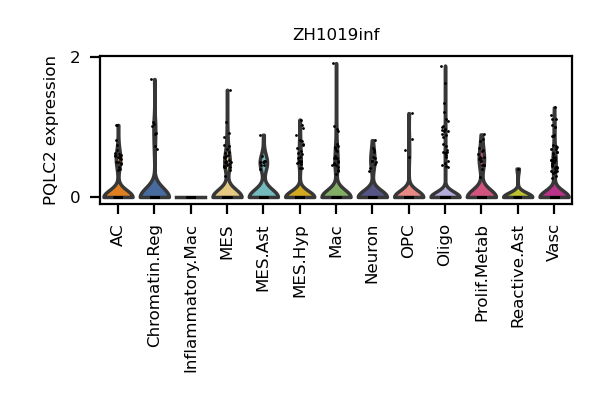 ZH1019inf
PQLC2 expression
2
0
AC
Chromatin.Reg
Inflammatory.Mac
MES
MES.Ast
MES.Hyp
Mac
Neuron
OPC
Oligo
Prolif.Metab
Reactive.Ast
Vasc